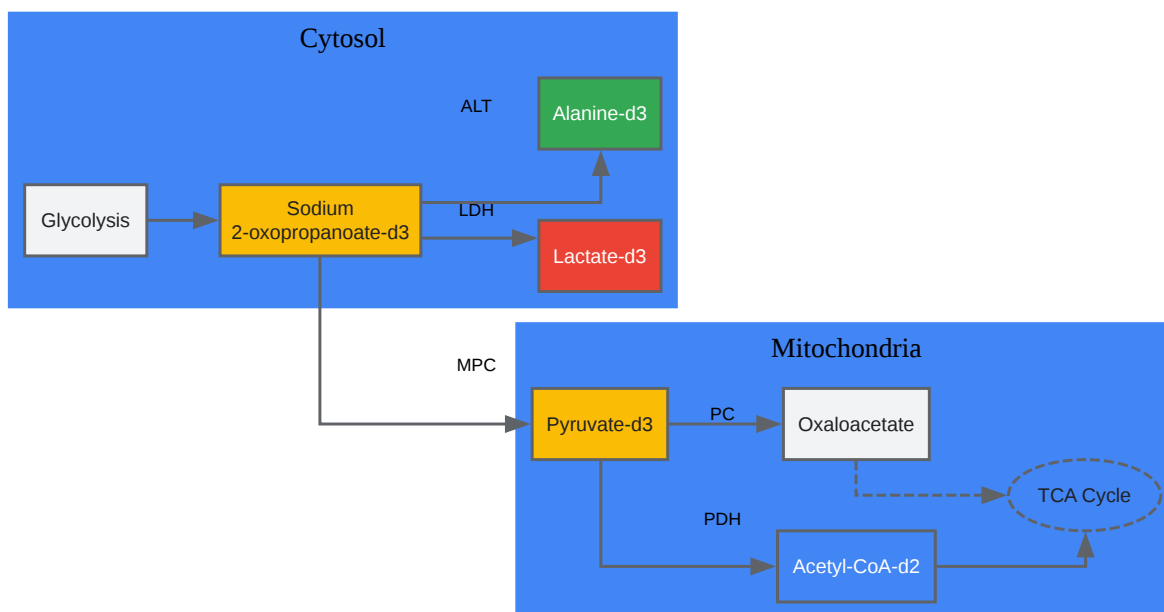 Cytosol
ALT
Alanine-d3
Glycolysis
Sodium
2-oxopropanoate-d3
LDH
Lactate-d3
Mitochondria
MPC
Pyruvate-d3
PC
Oxaloacetate
TCA Cycle
PDH
Acetyl-CoA-d2